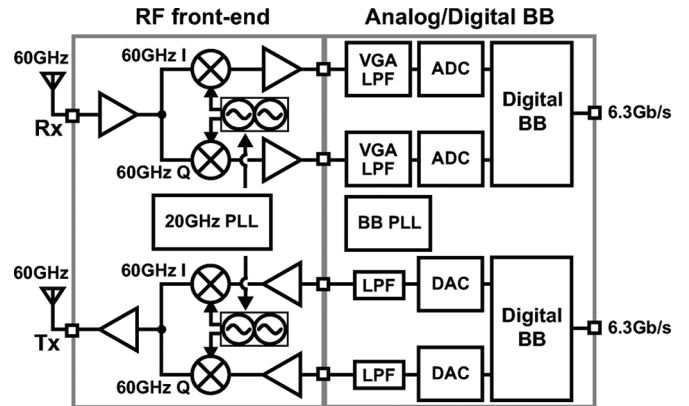 RF front-end
Analog/Digital BB
60GHz
60GHz I
VGA
LPF
ADC
Rx
Digital
BB
6.3Gb/s
60GHz Q
VGA
LPF
ADC
20GHz PLL
BB PLL
60GHz
60GHz I
LPF
DAC
Tx
Digital
BB
6.3Gb/s
60GHz Q
LPF
DAC